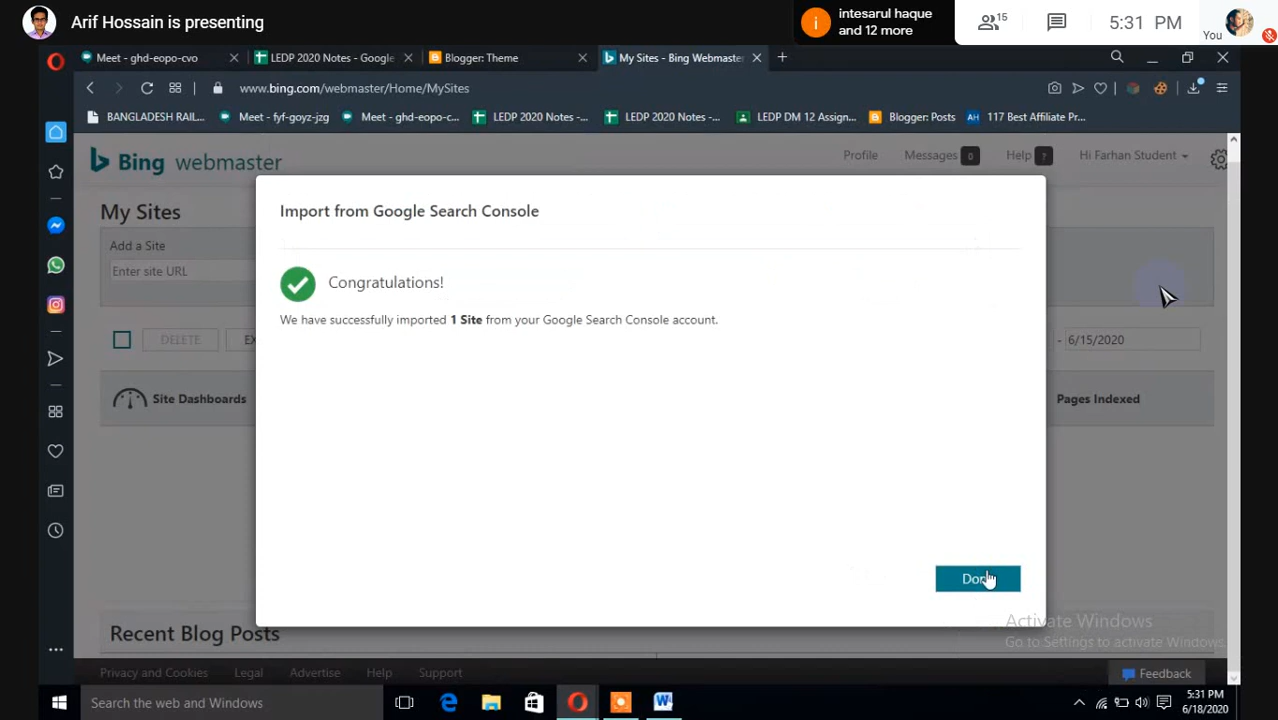 Arif Hossain is presenting
i
intesarul haque
and 12 more
15
5:31 PM
You
Meet - ghd-eopo-cvo
LEDP 2020 Notes - Google
Blogger: Theme
My Sites - Bing Webmaster
www.bing.com/webmaster/Home/MySites
BANGLADESH RAIL...
Meet - fyf-goyz-jzg
Meet - ghd-eopo-c...
LEDP 2020 Notes -...
LEDP 2020 Notes -...
LEDP DM 12 Assign...
Blogger: Posts
AH
117 Best Affiliate Pr...
Bing webmaster
Profile
Messages 0
Help ?
Hi Farhan Student
My Sites
Add a Site
Enter site URL
Import from Google Search Console
Congratulations!
We have successfully imported 1 Site from your Google Search Console account.
DELETE
EX
- 6/15/2020
Site Dashboards
Pages Indexed
Activate Windows
Go to Settings to activate Windows.
Recent Blog Posts
Privacy and Cookies
Legal
Advertise
Help
Support
Feedback
Search the web and Windows
5:31 PM
6/18/2020